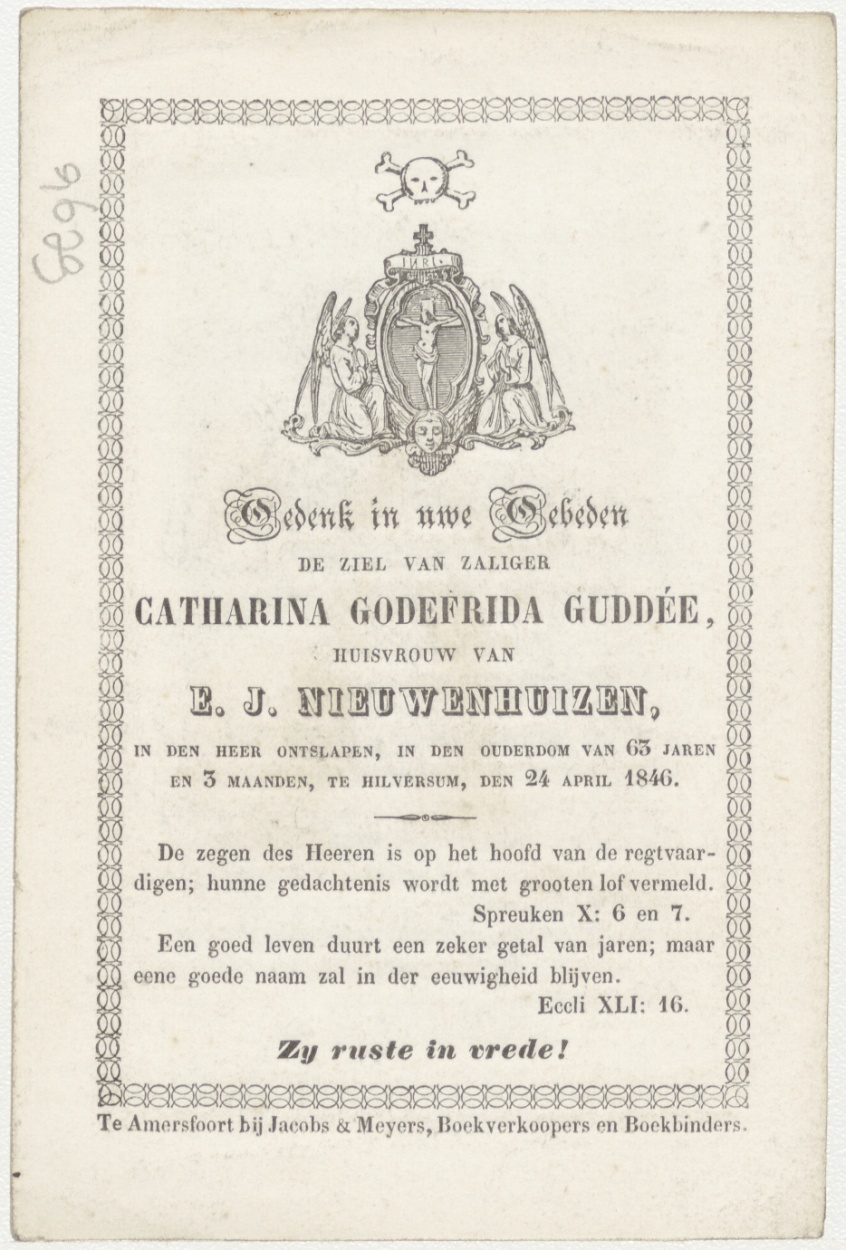 INRI.
Gedenk in uwe Gebeden
DE ZIEL VAN ZALIGER
CATHARINA GODEFRIDA GUDDÉE,
HUISVROUW VAN
E. J. NIEUWENHUIZEN,
IN DEN HEER ONTSLAPEN, IN DEN OUDERDOM VAN 63 JAREN
EN 3 MAANDEN, TE HILVERSUM, DEN 24 APRIL 1846.
De zegen des Heeren is op het hoofd van de regtvaar-
digen; hunne gedachtenis wordt met grooten lof vermeld.
Spreuken X: 6 en 7.
Een goed leven duurt een zeker getal van jaren; maar
eene goede naam zal in der eeuwigheid blijven.
Eccli XLI: 16.
Zy ruste in vrede!
Te Amersfoort bij Jacobs & Meyers, Boekverkoopers en Boekbinders.